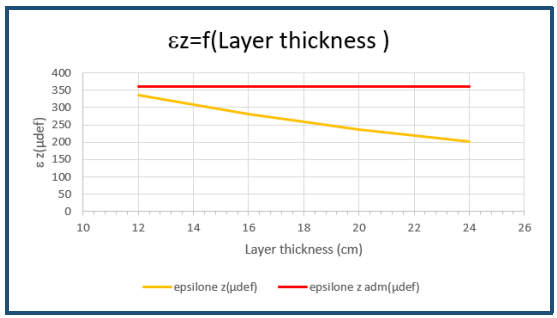 εz=f(Layer thickness )
400
350
300
250
200
150
100
50
0
ε z(μdef)
10 12 14 16 18 20 22 24 26
Layer thickness (cm)
epsilone z(μdef) epsilone z adm(μdef)